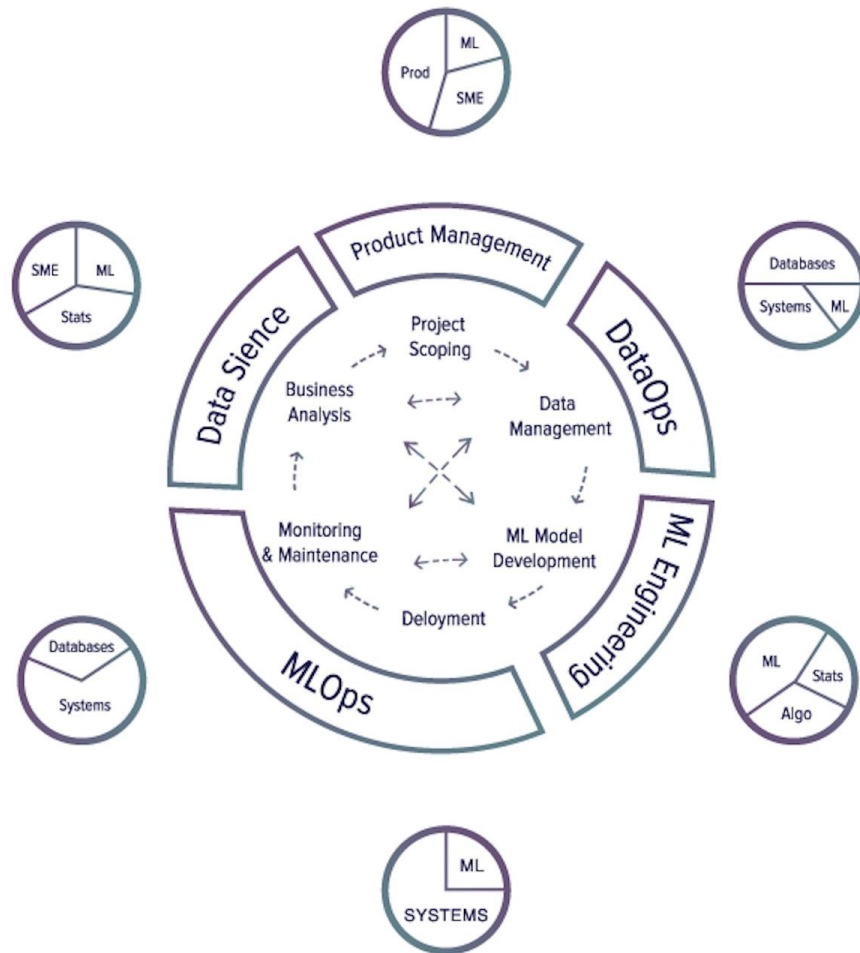 ML
Prod
SME
SME
ML
Stats
Product Management
Databases
Systems
ML
Data Sience
DataOps
Project
Scoping
Business
Analysis
Data
Management
Monitoring
& Maintenance
ML Model
Development
Deloyment
MLOps
ML Engineering
Databases
Systems
ML
Stats
Algo
ML
SYSTEMS